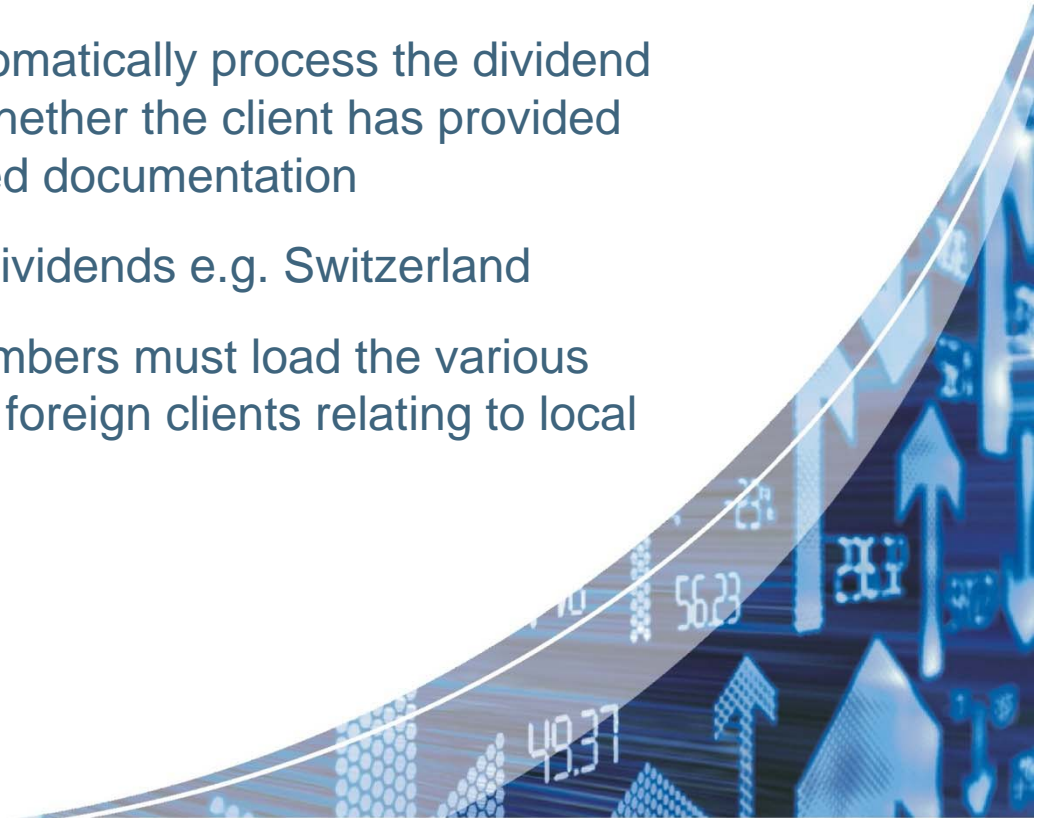 omatically process the dividend
hether the client has provided
ed documentation
ividends e.g. Switzerland
mbers must load the various
foreign clients relating to local
56.23
49.37